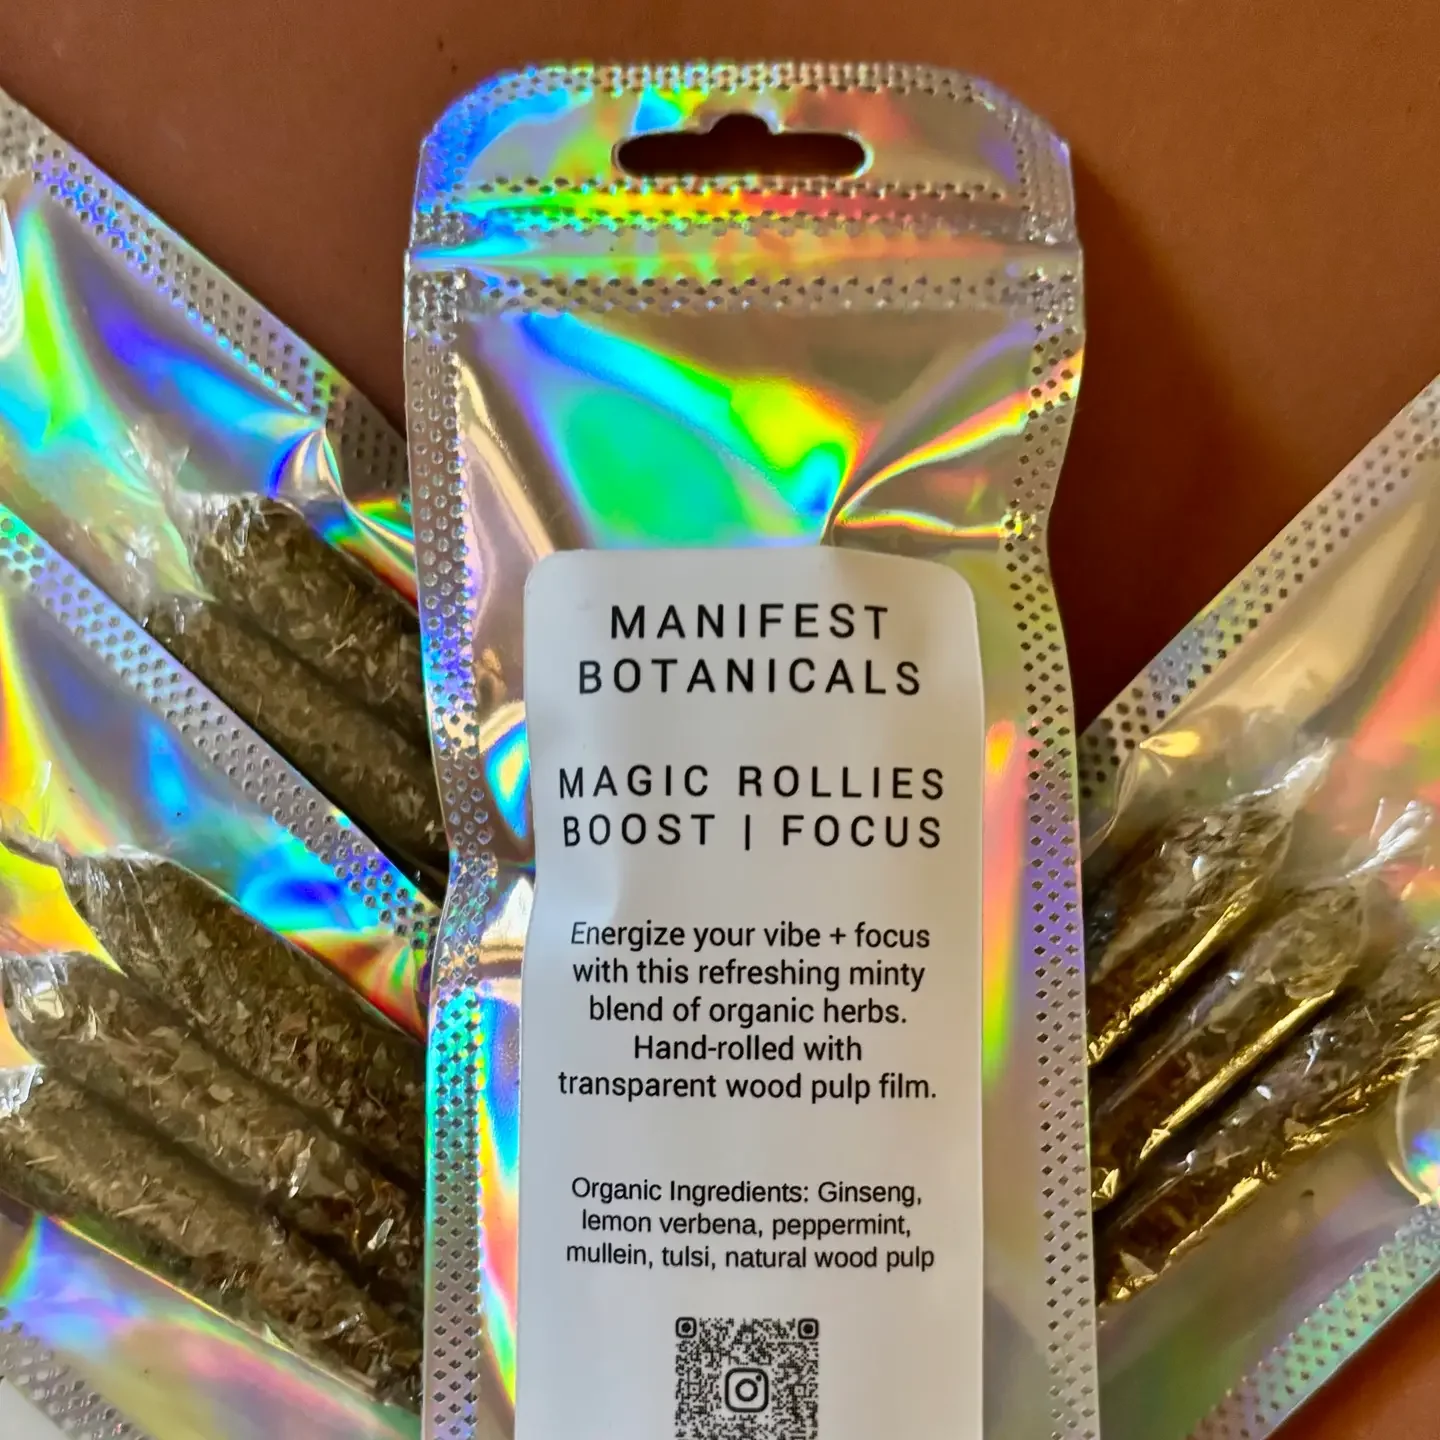 MANIFEST
BOTANICALS
MAGIC ROLLIES
BOOST | FOCUS
Energize your vibe + focus
with this refreshing minty
blend of organic herbs.
Hand-rolled with
transparent wood pulp film.
Organic Ingredients: Ginseng,
lemon verbena, peppermint,
mullein, tulsi, natural wood pulp